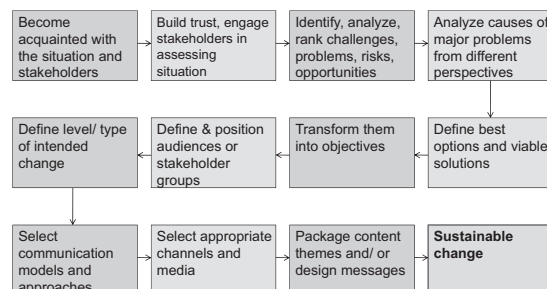 Become
acquainted with
the situation and
stakeholders
Build trust, engage
stakeholders in
assessing
situation
Identify, analyze,
rank challenges,
problems, risks,
opportunities
Analyze causes of
major problems
from different
perspectives
Define level/ type
of intended
change
Define & position
audiences or
stakeholder
groups
Transform them
into objectives
Define best
options and viable
solutions
Select
communication
models and
approaches
Select appropriate
channels and
media
Package content
themes and/ or
design messages
Sustainable
change